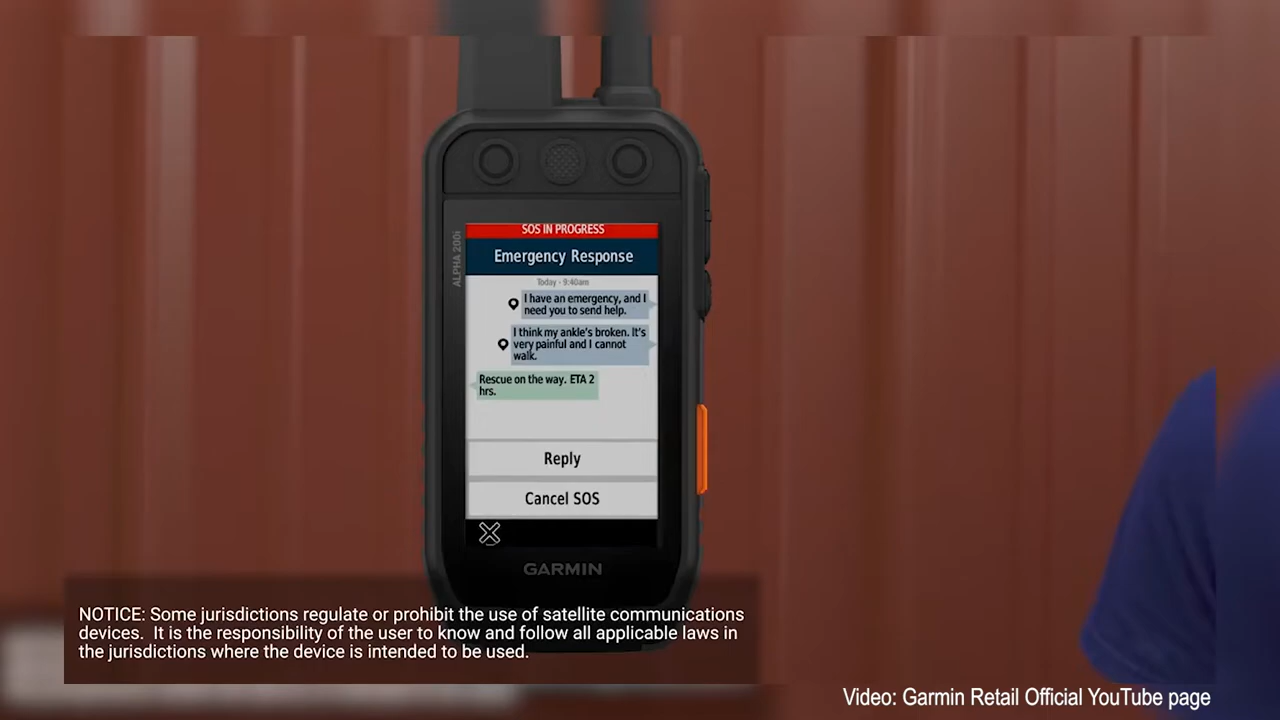 ALPHA 200i
SOS IN PROGRESS
Emergency Response
Today - 9:40am
I have an emergency, and I
need you to send help.
I think my ankle's broken. It's
very painful and I cannot
walk.
Rescue on the way. ETA 2
hrs.
Reply
Cancel SOS
GARMIN
NOTICE: Some jurisdictions regulate or prohibit the use of satellite communications
devices. It is the responsibility of the user to know and follow all applicable laws in
the jurisdictions where the device is intended to be used.
Video: Garmin Retail Official YouTube page